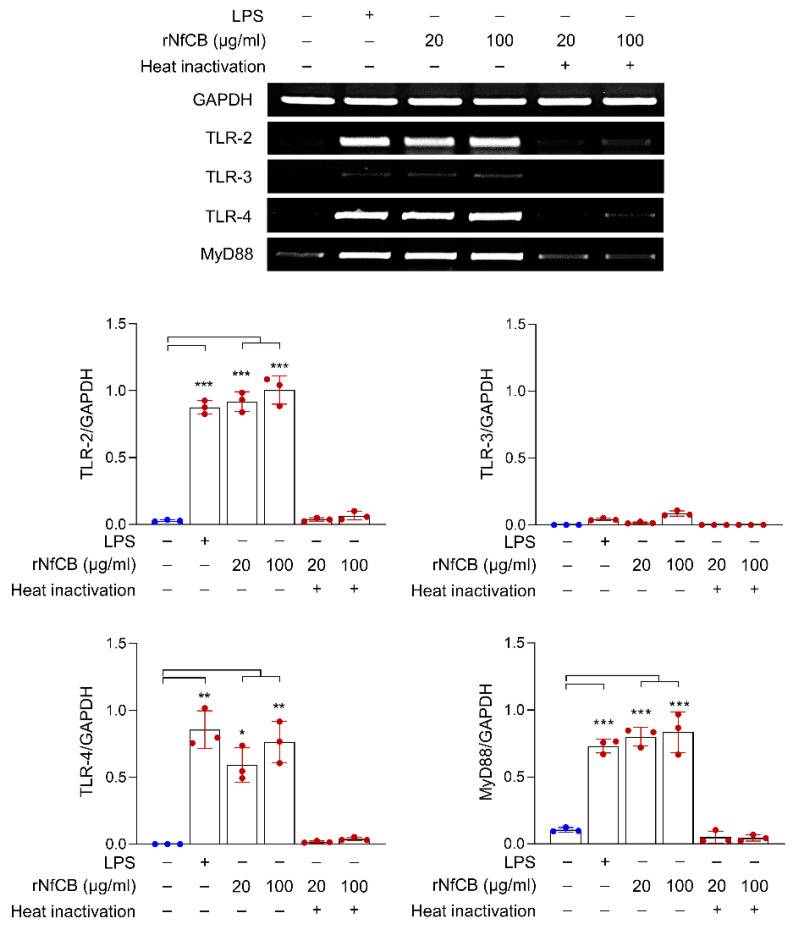 LPS – + – – – –
rNfCB (µg/ml) – – 20 100 20 100
Heat inactivation – – – – + +
GAPDH
TLR-2
TLR-3
TLR-4
MyD88
TLR-2/GAPDH
1.5
1.0
0.5
0.0
*** *** ***
LPS – + – – – –
rNfCB (µg/ml) – – 20 100 20 100
Heat inactivation – – – – + +
TLR-3/GAPDH
1.5
1.0
0.5
0.0
LPS – + – – – –
rNfCB (µg/ml) – – 20 100 20 100
Heat inactivation – – – – + +
TLR-4/GAPDH
1.5
1.0
0.5
0.0
** * **
LPS – + – – – –
rNfCB (µg/ml) – – 20 100 20 100
Heat inactivation – – – – + +
MyD88/GAPDH
1.5
1.0
0.5
0.0
*** *** ***
LPS – + – – – –
rNfCB (µg/ml) – – 20 100 20 100
Heat inactivation – – – – + +